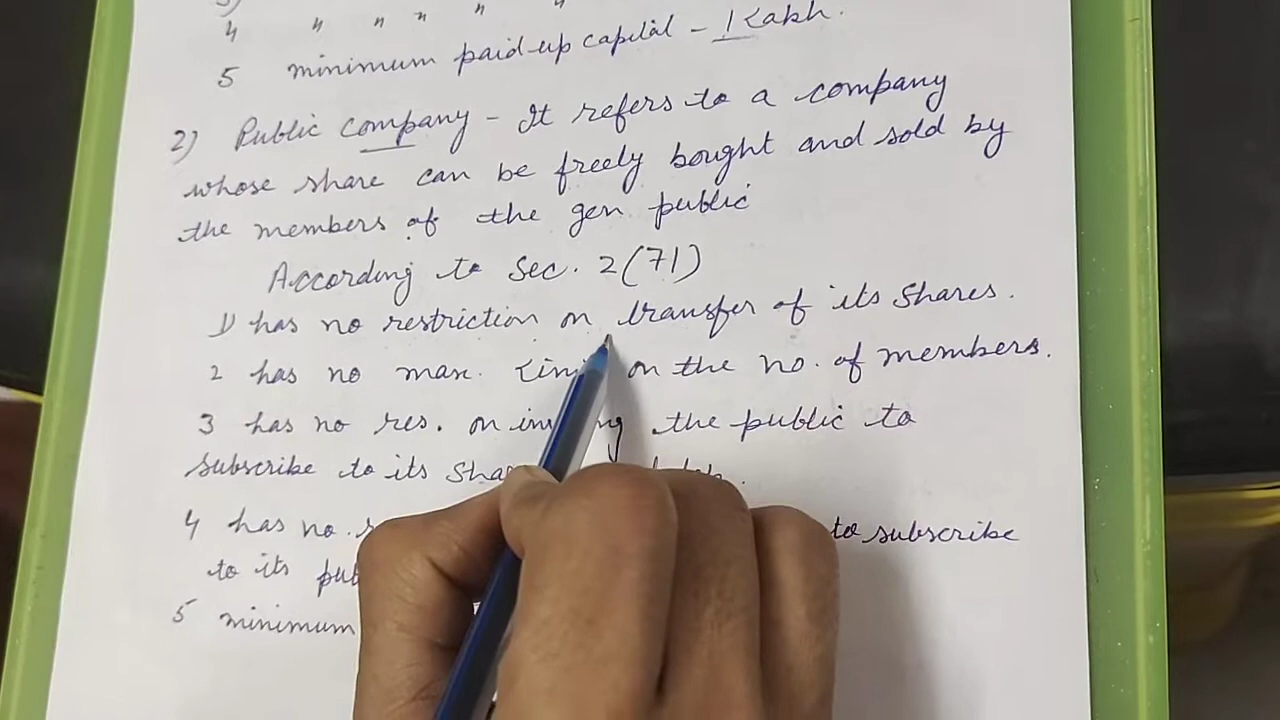 3)
4 " " " " "
5 minimum paid-up capital - 1 Lakh.
2) Public company - It refers to a company
whose share can be freely bought and sold by
the members of the gen public
According to sec. 2(71)
1) has no restriction on transfer of its shares.
2 has no max. on the no. of members.
3 has no res. on the public to
subscribe to its
4 has no to subscribe
to its
5 minimum